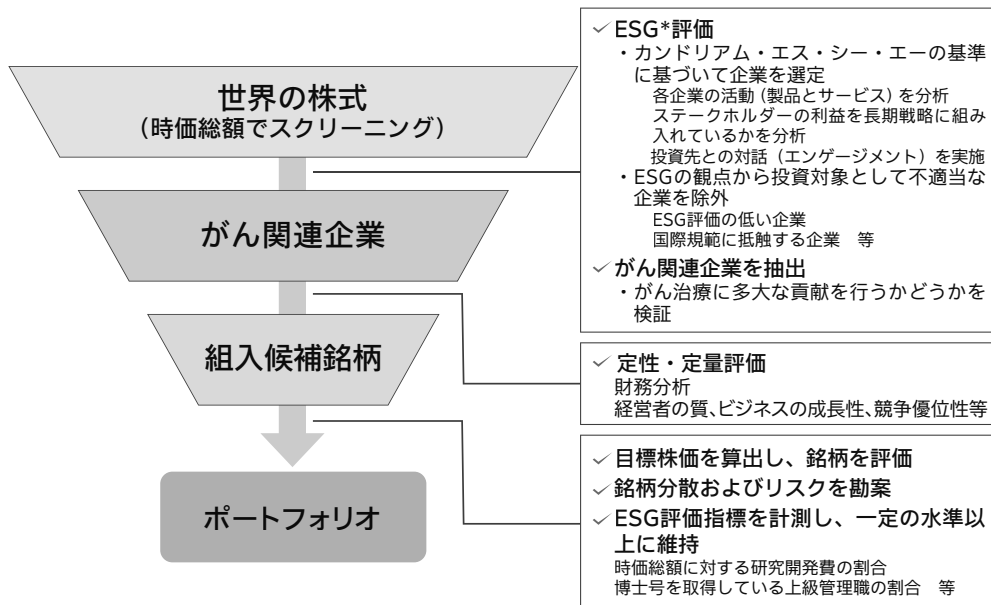 世界の株式
(時価総額でスクリーニング)
がん関連企業
組入候補銘柄
ポートフォリオ
✓ ESG*評価
・カンドリアム・エス・シー・エーの基準
に基づいて企業を選定
各企業の活動(製品とサービス)を分析
ステークホルダーの利益を長期戦略に組み
入れているかを分析
投資先との対話(エンゲージメント)を実施
・ESGの観点から投資対象として不適当な
企業を除外
ESG評価の低い企業
国際規範に抵触する企業 等
✓ がん関連企業を抽出
・がん治療に多大な貢献を行うかどうかを
検証
✓ 定性・定量評価
財務分析
経営者の質、ビジネスの成長性、競争優位性等
✓ 目標株価を算出し、銘柄を評価
✓ 銘柄分散およびリスクを勘案
✓ ESG評価指標を計測し、一定の水準以
上に維持
時価総額に対する研究開発費の割合
博士号を取得している上級管理職の割合 等